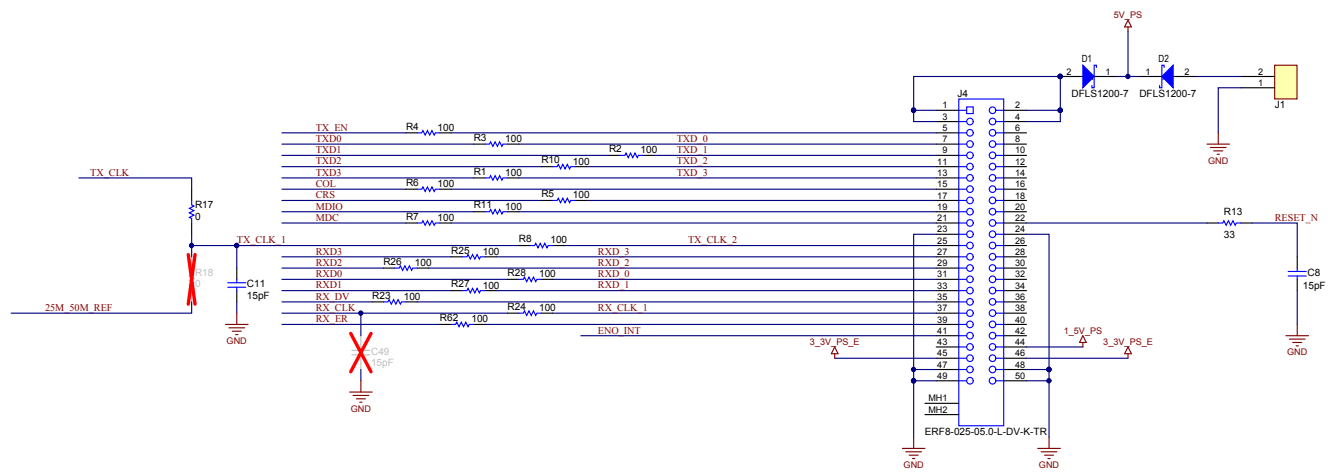 5V_PS
D1
D2
2 1 1 2
DFLS1200-7
DFLS1200-7
2
1
J1
GND
J4
1 2
3 4
TX_EN R4 100 5 6
TXD0 R3 100 TXD_0 7 8
TXD1 R2 100 TXD_1 9 10
TXD2 R10 100 TXD_2 11 12
TXD3 R1 100 TXD_3 13 14
COL R6 100 15 16
CRS R5 100 17 18
MDIO R11 100 19 20
MDC R7 100 21 22
R13
33
RESET_N
23 24
TX_CLK
R17
0
TX_CLK_1 R8 100 TX_CLK_2 25 26
RXD3 R25 100 RXD_3 27 28
RXD2 R26 100 RXD_2 29 30
RXD0 R28 100 RXD_0 31 32
RXD1 R27 100 RXD_1 33 34
RX_DV R23 100 35 36
RX_CLK R24 100 RX_CLK_1 37 38
RX_ER R62 100 39 40
ENO_INT 41 42
43 44
1_5V_PS
3_3V_PS_E 45 46 3_3V_PS_E
47 48
49 50
R18
0
C11
15pF
25M_50M_REF
GND
C49
15pF
GND
C8
15pF
GND
MH1
MH2
ERF8-025-05.0-L-DV-K-TR
GND
GND